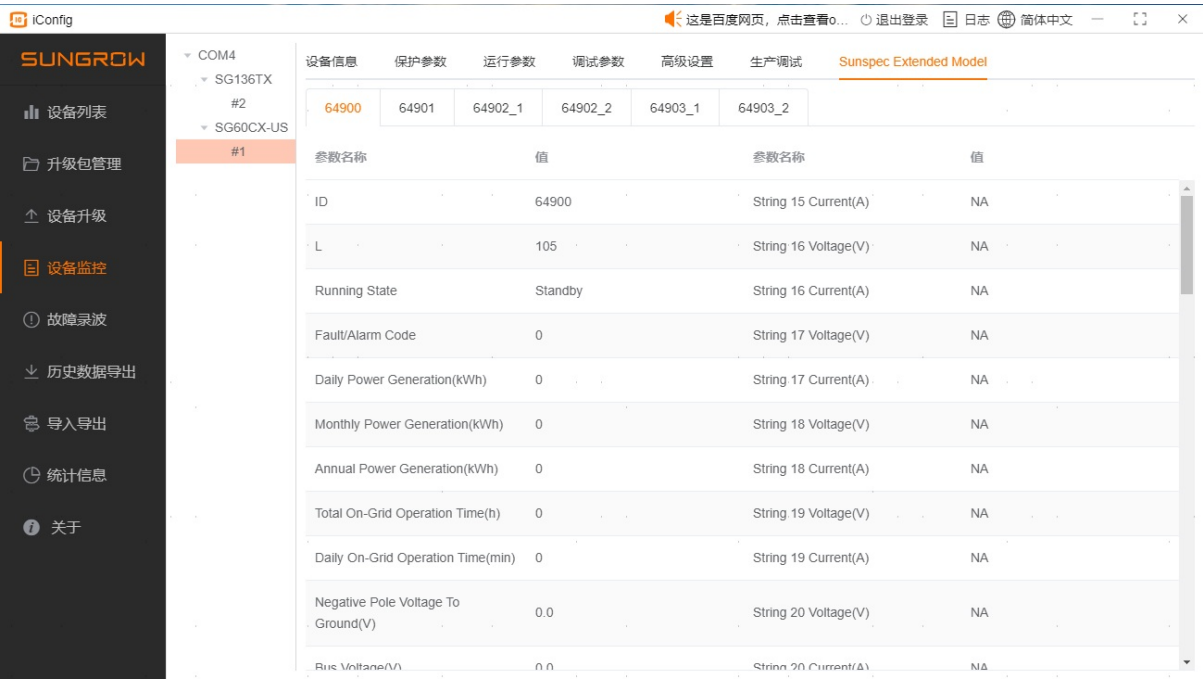 iConfig 这是百度网页，点击查看o... 退出登录 日志 简体中文
SUNGROW
设备列表
升级包管理
设备升级
设备监控
故障录波
历史数据导出
导入导出
统计信息
关于
COM4
SG136TX
#2
SG60CX-US
#1
设备信息 保护参数 运行参数 调试参数 高级设置 生产调试 Sunspec Extended Model
64900 64901 64902_1 64902_2 64903_1 64903_2
参数名称 值 参数名称 值
ID 64900 String 15 Current(A) NA
L 105 String 16 Voltage(V) NA
Running State Standby String 16 Current(A) NA
Fault/Alarm Code 0 String 17 Voltage(V) NA
Daily Power Generation(kWh) 0 String 17 Current(A) NA
Monthly Power Generation(kWh) 0 String 18 Voltage(V) NA
Annual Power Generation(kWh) 0 String 18 Current(A) NA
Total On-Grid Operation Time(h) 0 String 19 Voltage(V) NA
Daily On-Grid Operation Time(min) 0 String 19 Current(A) NA
Negative Pole Voltage To
Ground(V) 0.0 String 20 Voltage(V) NA
Bus Voltage(V) 0.0 String 20 Current(A) NA